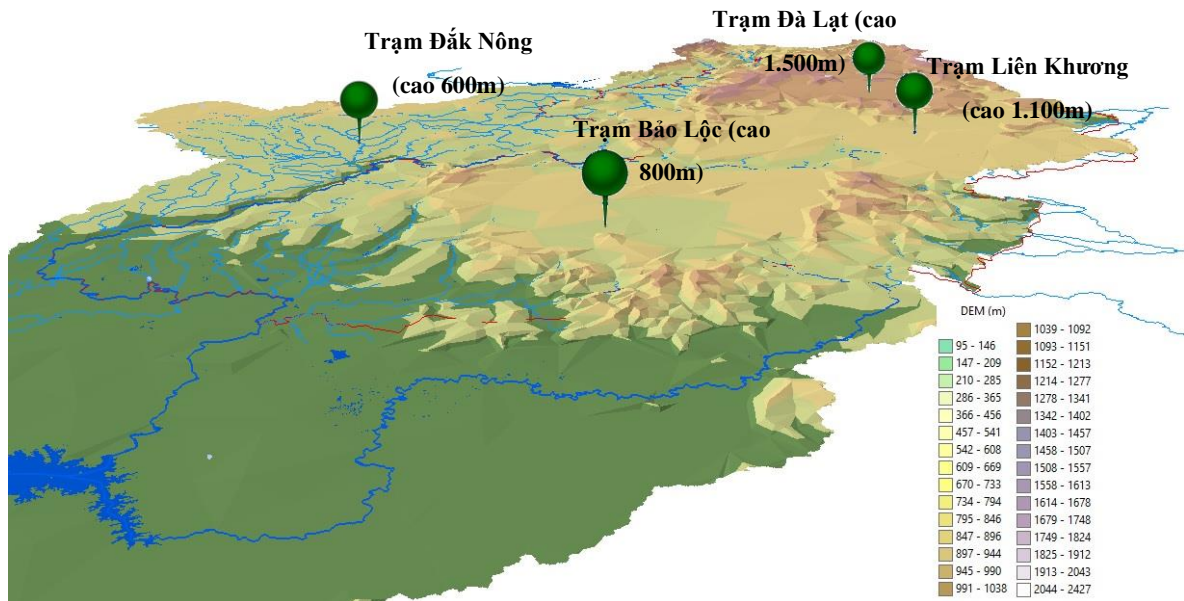 Trạm Đà Lạt (cao
1.500m)
Trạm Đắk Nông
(cao 600m)
Trạm Liên Khương
(cao 1.100m)
Trạm Bảo Lộc (cao
800m)
DEM (m)
95 - 146
147 - 209
210 - 285
286 - 365
366 - 456
457 - 541
542 - 608
609 - 669
670 - 733
734 - 794
795 - 846
847 - 896
897 - 944
945 - 990
991 - 1038
1039 - 1092
1093 - 1151
1152 - 1213
1214 - 1277
1278 - 1341
1342 - 1402
1403 - 1457
1458 - 1507
1508 - 1557
1558 - 1613
1614 - 1678
1679 - 1748
1749 - 1824
1825 - 1912
1913 - 2043
2044 - 2427